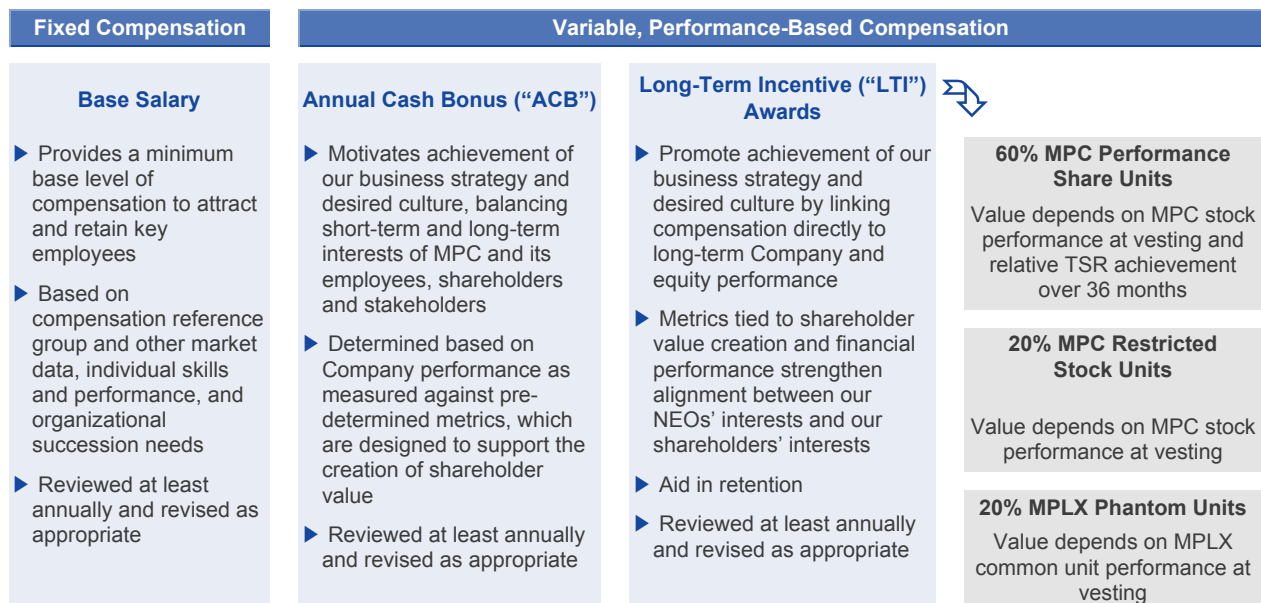 Fixed Compensation
Variable, Performance-Based Compensation
Base Salary
▶ Provides a minimum
base level of
compensation to attract
and retain key
employees
▶ Based on
compensation reference
group and other market
data, individual skills
and performance, and
organizational
succession needs
▶ Reviewed at least
annually and revised as
appropriate
Annual Cash Bonus (“ACB”)
▶ Motivates achievement of
our business strategy and
desired culture, balancing
short-term and long-term
interests of MPC and its
employees, shareholders
and stakeholders
▶ Determined based on
Company performance as
measured against pre-
determined metrics, which
are designed to support the
creation of shareholder
value
▶ Reviewed at least annually
and revised as appropriate
Long-Term Incentive (“LTI”)
Awards
▶ Promote achievement of our
business strategy and
desired culture by linking
compensation directly to
long-term Company and
equity performance
▶ Metrics tied to shareholder
value creation and financial
performance strengthen
alignment between our
NEOs’ interests and our
shareholders’ interests
▶ Aid in retention
▶ Reviewed at least annually
and revised as appropriate
60% MPC Performance
Share Units
Value depends on MPC stock
performance at vesting and
relative TSR achievement
over 36 months
20% MPC Restricted
Stock Units
Value depends on MPC stock
performance at vesting
20% MPLX Phantom Units
Value depends on MPLX
common unit performance at
vesting